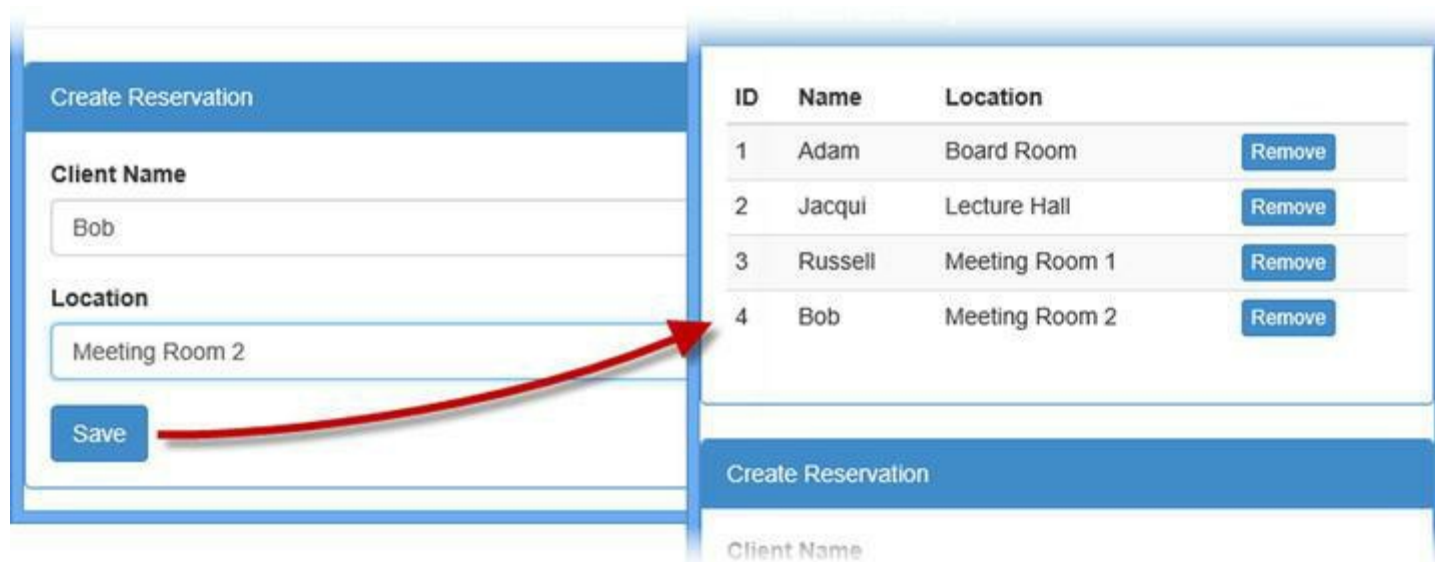 Create Reservation
Client Name
Bob
Location
Meeting Room 2
Save
ID Name Location
1 Adam Board Room Remove
2 Jacqui Lecture Hall Remove
3 Russell Meeting Room 1 Remove
4 Bob Meeting Room 2 Remove
Create Reservation
Client Name